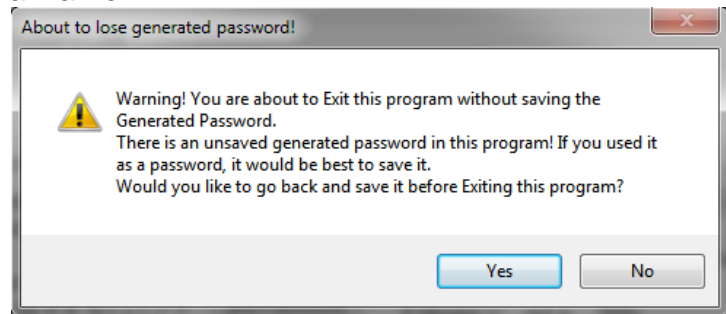 About to lose generated password!
Warning! You are about to Exit this program without saving the
Generated Password.
There is an unsaved generated password in this program! If you used it
as a password, it would be best to save it.
Would you like to go back and save it before Exiting this program?
Yes
No